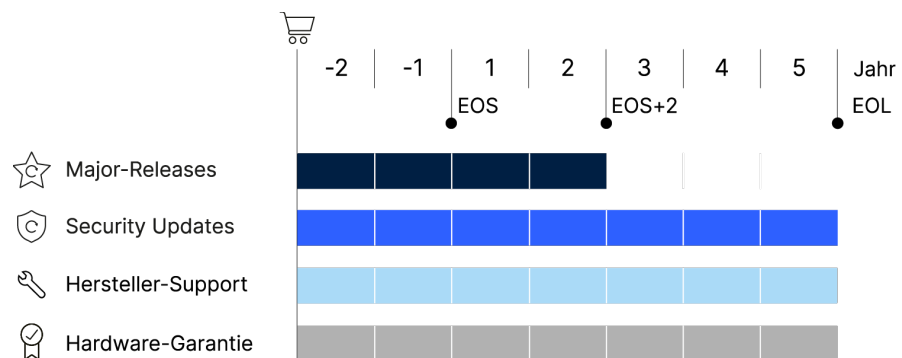 -2 -1 1 2 3 4 5 Jahr
EOS EOS+2 EOL
Major-Releases
Security Updates
Hersteller-Support
Hardware-Garantie